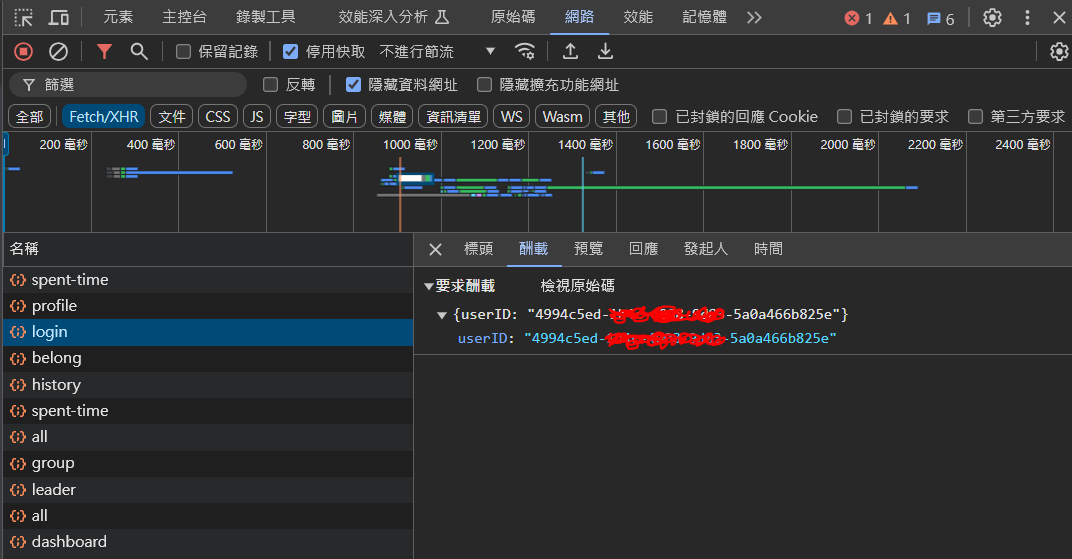 元素 主控台 錄製工具 效能深入分析 原始碼 網路 效能 記憶體 1 1 6
保留記錄 停用快取 不進行節流
篩選 反轉 隱藏資料網址 隱藏擴充功能網址
全部 Fetch/XHR 文件 CSS JS 字型 圖片 媒體 資訊清單 WS Wasm 其他 已封鎖的回應 Cookie 已封鎖的要求 第三方要求
200 毫秒 400 毫秒 600 毫秒 800 毫秒 1000 毫秒 1200 毫秒 1400 毫秒 1600 毫秒 1800 毫秒 2000 毫秒 2200 毫秒 2400 毫秒
名稱
spent-time
profile
login
belong
history
spent-time
all
group
leader
all
dashboard
標頭 酬載 預覽 回應 發起人 時間
要求酬載 檢視原始碼
{userID: "4994c5ed- -5a0a466b825e"}
userID: "4994c5ed- -5a0a466b825e"